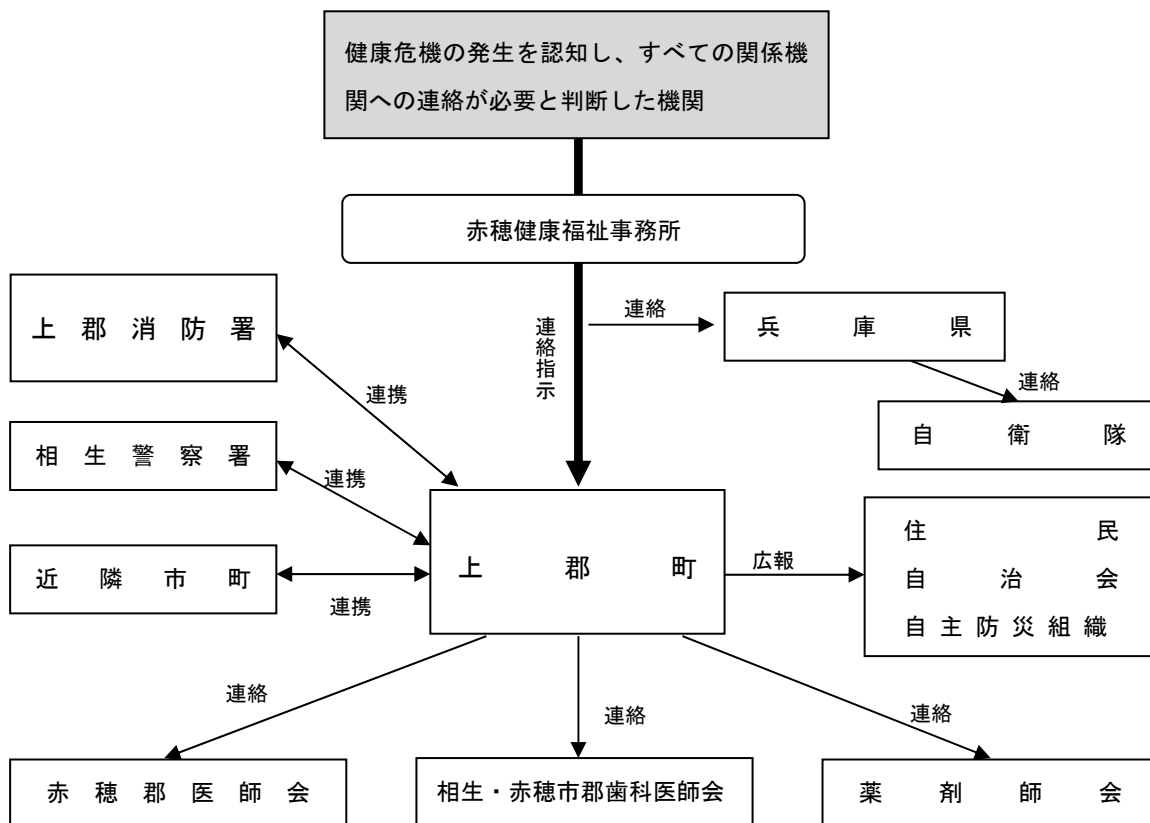 健康危機の発生を認知し、すべての関係機
関への連絡が必要と判断した機関
赤穂健康福祉事務所
連絡指示
連絡
兵庫県
連絡
自衛隊
上郡消防署
連携
相生警察署
連携
近隣市町
連携
上郡町
広報
住民
自治会
自主防災組織
連絡
連絡
連絡
赤穂郡医師会
相生・赤穂市郡歯科医師会
薬剤師会